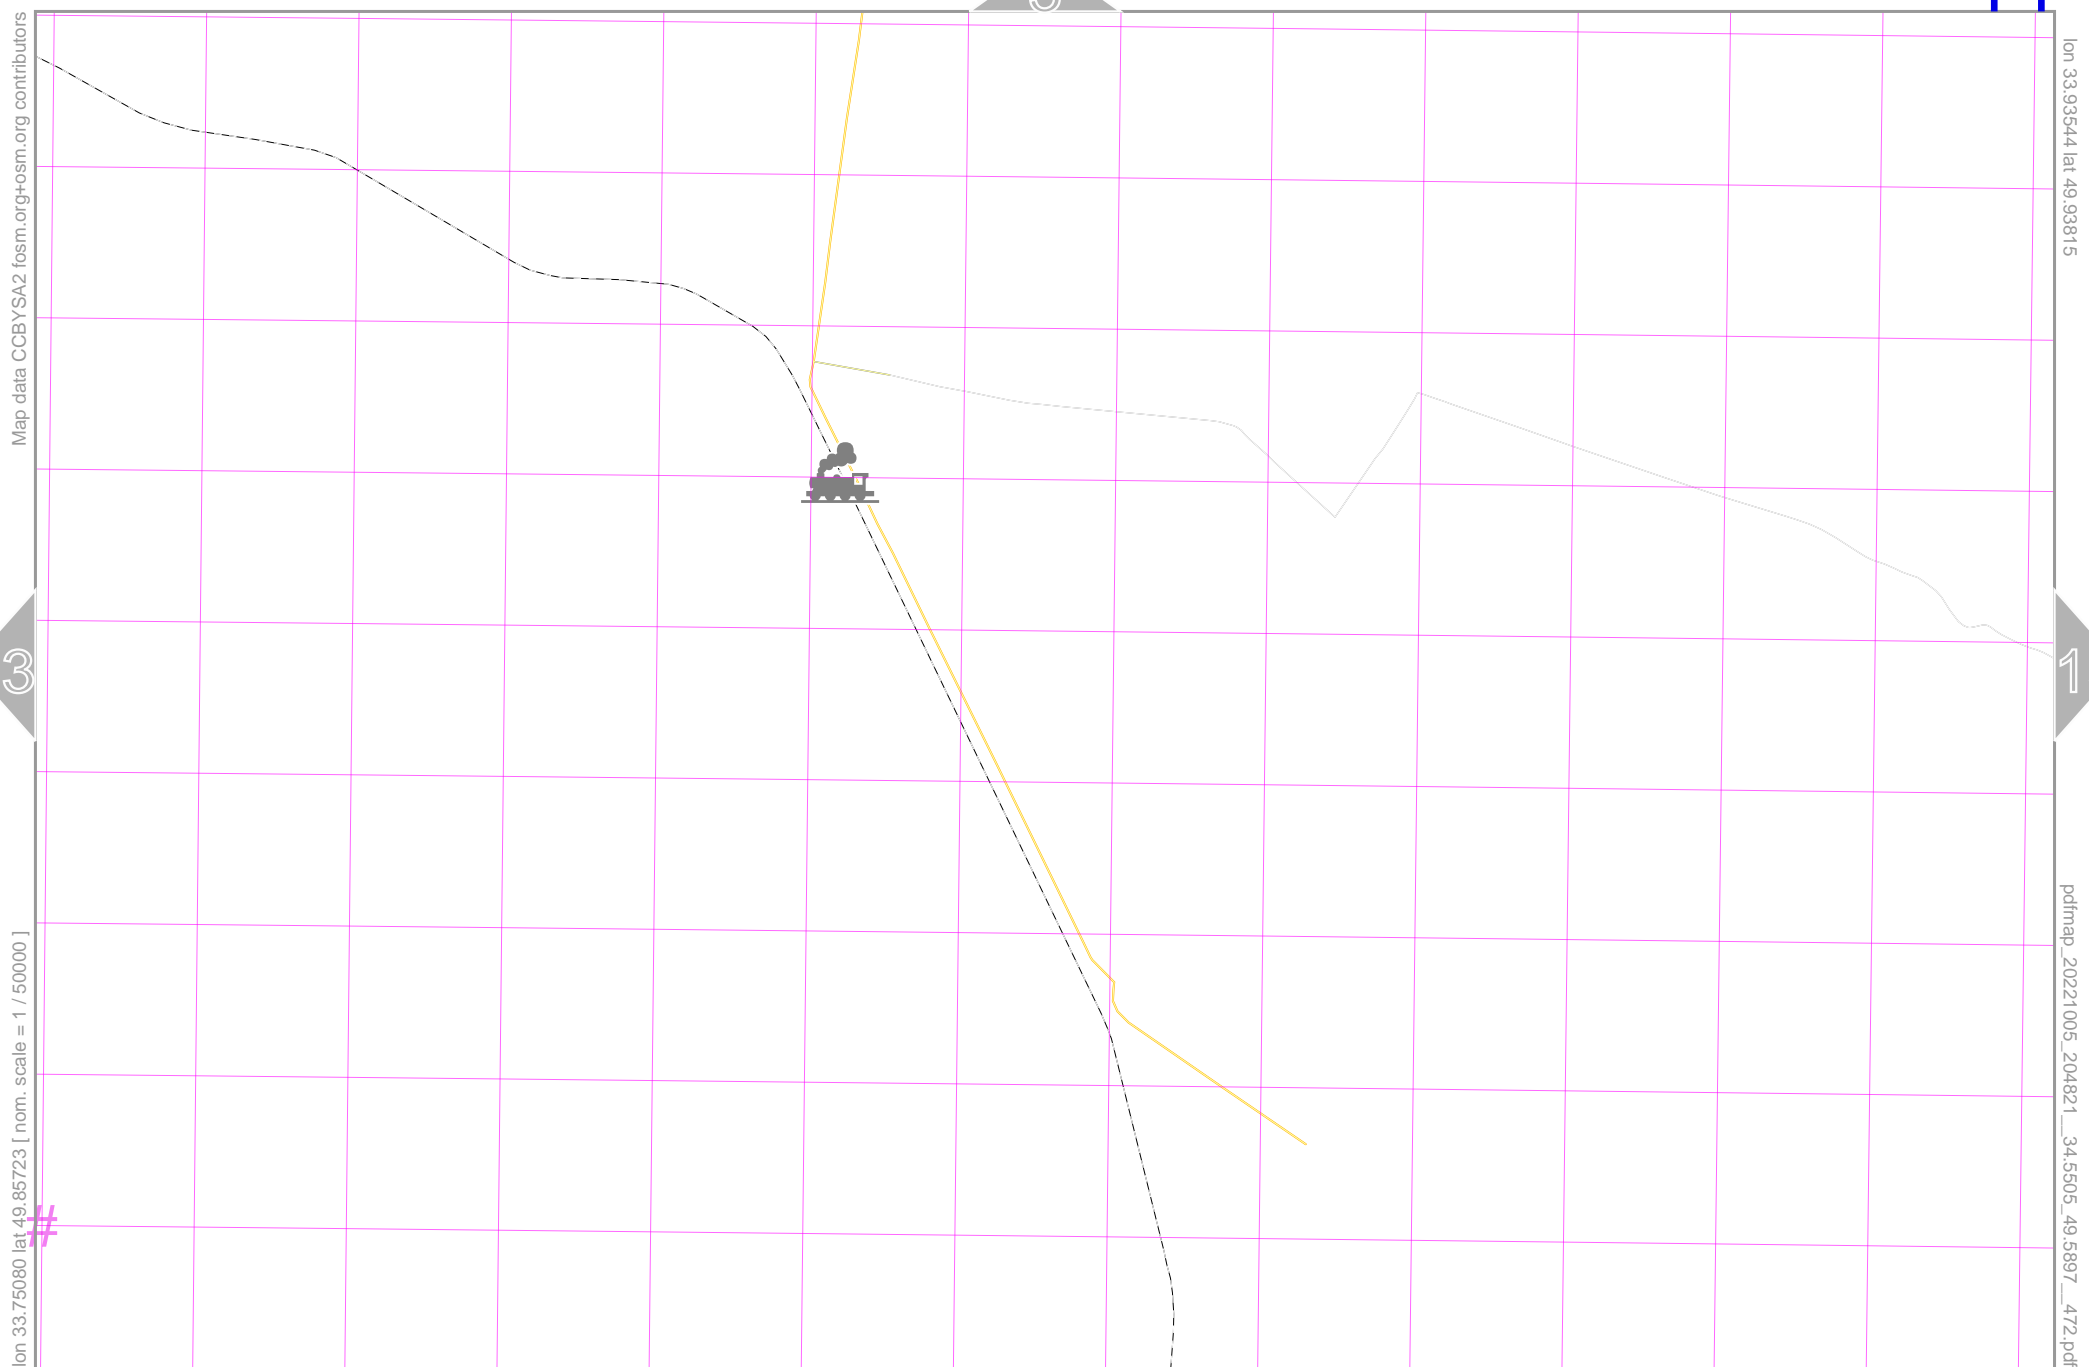 Map data CCBYSA2 fosm.org+osm.org contributors
lon 33.75080 lat 49.85723 [ nom. scale = 1 / 50000 ]
lon 33.93544 lat 49.93815
pdfmap_20221005_204821__34.5505_49.5897__472.pdf
3
1
#